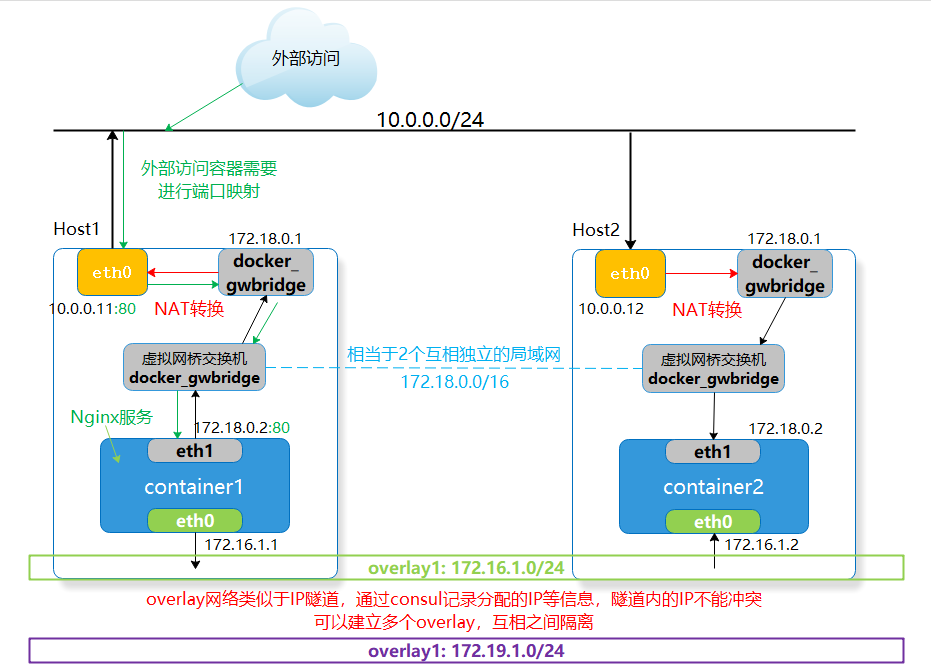 外部访问
10.0.0.0/24
外部访问容器需要
进行端口映射
Host1
172.18.0.1
eth0
docker_
gwbridge
10.0.0.11:80
NAT转换
虚拟网桥交换机
docker_gwbridge
Nginx服务
172.18.0.2:80
eth1
container1
eth0
172.16.1.1
相当于2个互相独立的局域网
172.18.0.0/16
Host2
172.18.0.1
eth0
docker_
gwbridge
10.0.0.12
NAT转换
虚拟网桥交换机
docker_gwbridge
172.18.0.2
eth1
container2
eth0
172.16.1.2
overlay1: 172.16.1.0/24
overlay网络类似于IP隧道，通过consul记录分配的IP等信息，隧道内的IP不能冲突
可以建立多个overlay，互相之间隔离
overlay1: 172.19.1.0/24